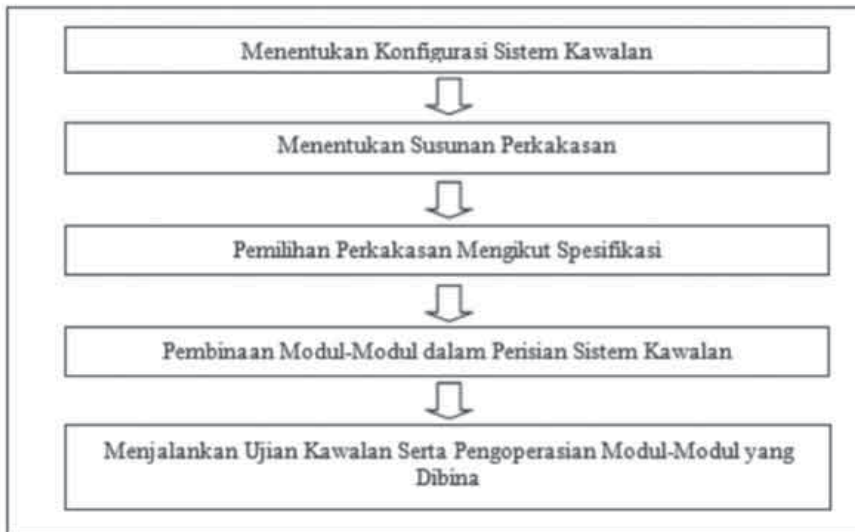 Menentukan Konfigurasi Sistem Kawalan
Menentukan Susunan Perkakasan
Pemilihan Perkakasan Mengikut Spesifikasi
Pembinaan Modul-Modul dalam Perisian Sistem Kawalan
Menjalankan Ujian Kawalan Serta Pengoperasian Modul-Modul yang
Dibina